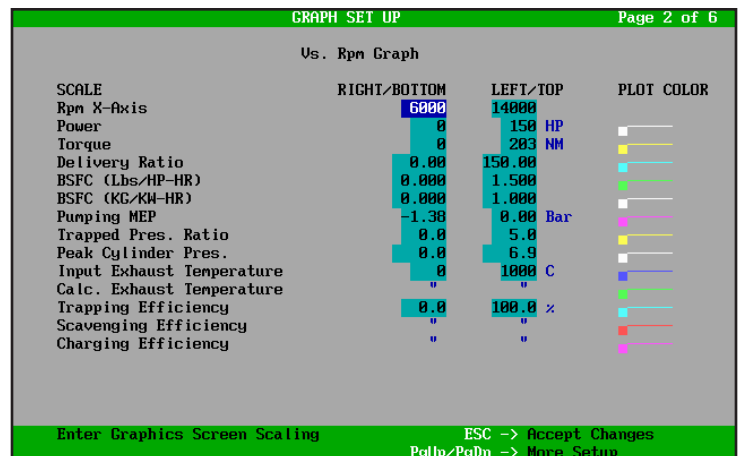 GRAPH SET UP Page 2 of 6
Vs. Rpm Graph
SCALE RIGHT/BOTTOM LEFT/TOP PLOT COLOR
Rpm X-Axis 6000 14000
Power 0 150 HP
Torque 0 203 NM
Delivery Ratio 0.00 150.00
BSFC (Lbs/HP-HR) 0.000 1.500
BSFC (KG/KW-HR) 0.000 1.000
Pumping MEP -1.38 0.00 Bar
Trapped Pres. Ratio 0.0 5.0
Peak Cylinder Pres. 0.0 6.9
Input Exhaust Temperature 0 1000 C
Calc. Exhaust Temperature " "
Trapping Efficiency 0.0 100.0 %
Scavenging Efficiency " "
Charging Efficiency " "
Enter Graphics Screen Scaling ESC -> Accept Changes
PgUp/PgDn -> More Setup